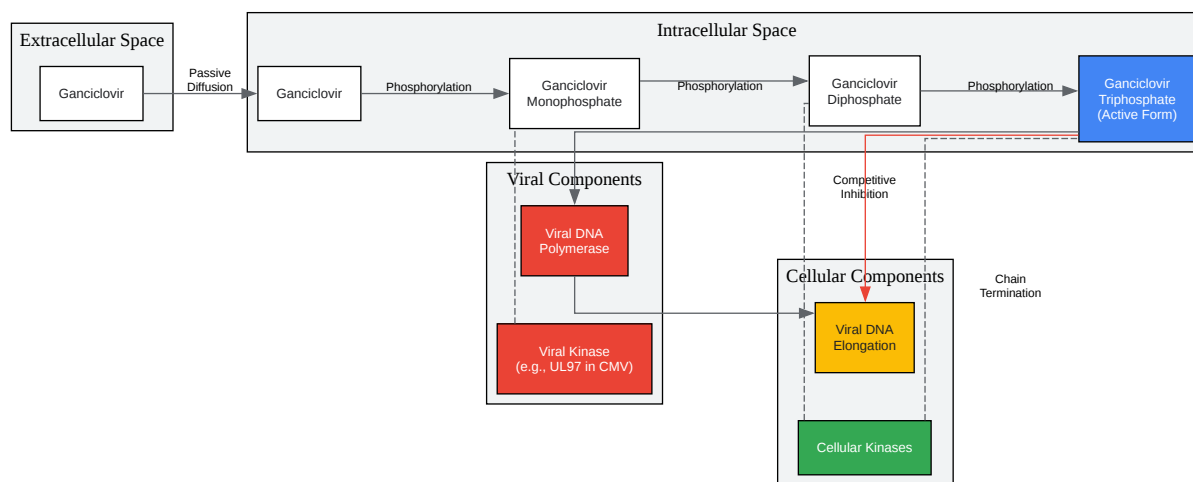 Extracellular Space
Ganciclovir
Passive
Diffusion
Intracellular Space
Ganciclovir
Phosphorylation
Ganciclovir
Monophosphate
Phosphorylation
Ganciclovir
Diphosphate
Phosphorylation
Ganciclovir
Triphosphate
(Active Form)
Viral Components
Viral DNA
Polymerase
Viral Kinase
(e.g., UL97 in CMV)
Competitive
Inhibition
Cellular Components
Viral DNA
Elongation
Cellular Kinases
Chain
Termination